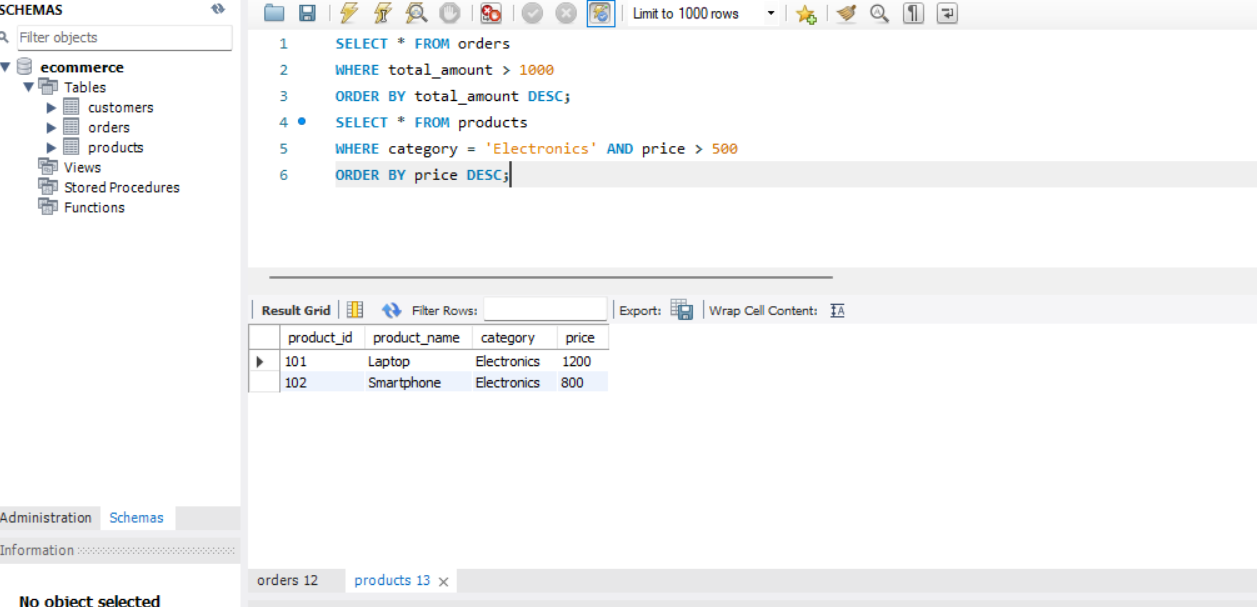 SCHEMAS
Filter objects
ecommerce
Tables
customers
orders
products
Views
Stored Procedures
Functions
Administration Schemas
Information
No object selected
Limit to 1000 rows
1 SELECT * FROM orders
2 WHERE total_amount > 1000
3 ORDER BY total_amount DESC;
4 SELECT * FROM products
5 WHERE category = 'Electronics' AND price > 500
6 ORDER BY price DESC;
Result Grid Filter Rows: Export: Wrap Cell Content:
product_id product_name category price
101 Laptop Electronics 1200
102 Smartphone Electronics 800
orders 12 products 13